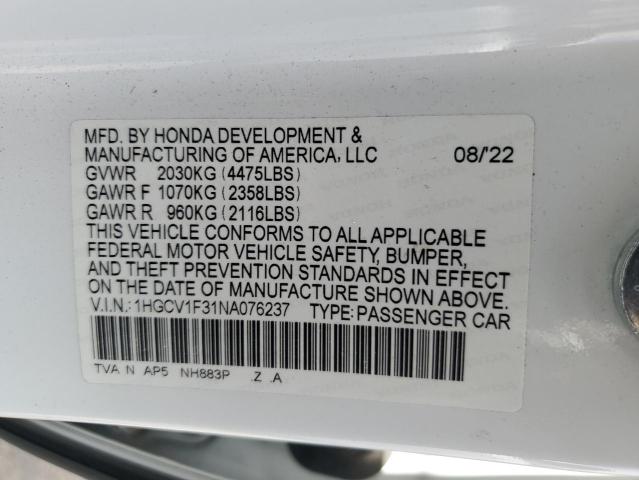 MFD. BY HONDA DEVELOPMENT &
MANUFACTURING OF AMERICA, LLC 08/'22
GVWR 2030KG (4475LBS)
GAWR F 1070KG (2358LBS)
GAWR R 960KG (2116LBS)
THIS VEHICLE CONFORMS TO ALL APPLICABLE
FEDERAL MOTOR VEHICLE SAFETY, BUMPER,
AND THEFT PREVENTION STANDARDS IN EFFECT
ON THE DATE OF MANUFACTURE SHOWN ABOVE.
V.I.N.: 1HGCV1F31NA076237 TYPE: PASSENGER CAR
TVA N AP5 NH883P .Z .A